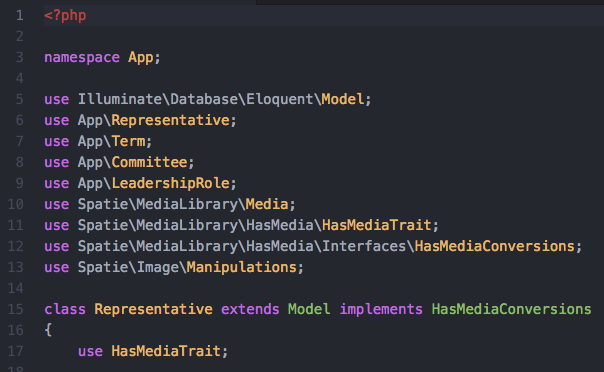 1 <?php
2
3 namespace App;
4
5 use Illuminate\Database\Eloquent\Model;
6 use App\Representative;
7 use App\Term;
8 use App\Committee;
9 use App\LeadershipRole;
10 use Spatie\MediaLibrary\Media;
11 use Spatie\MediaLibrary\HasMedia\HasMediaTrait;
12 use Spatie\MediaLibrary\HasMedia\Interfaces\HasMediaConversions;
13 use Spatie\Image\Manipulations;
14
15 class Representative extends Model implements HasMediaConversions
16 {
17     use HasMediaTrait;
18